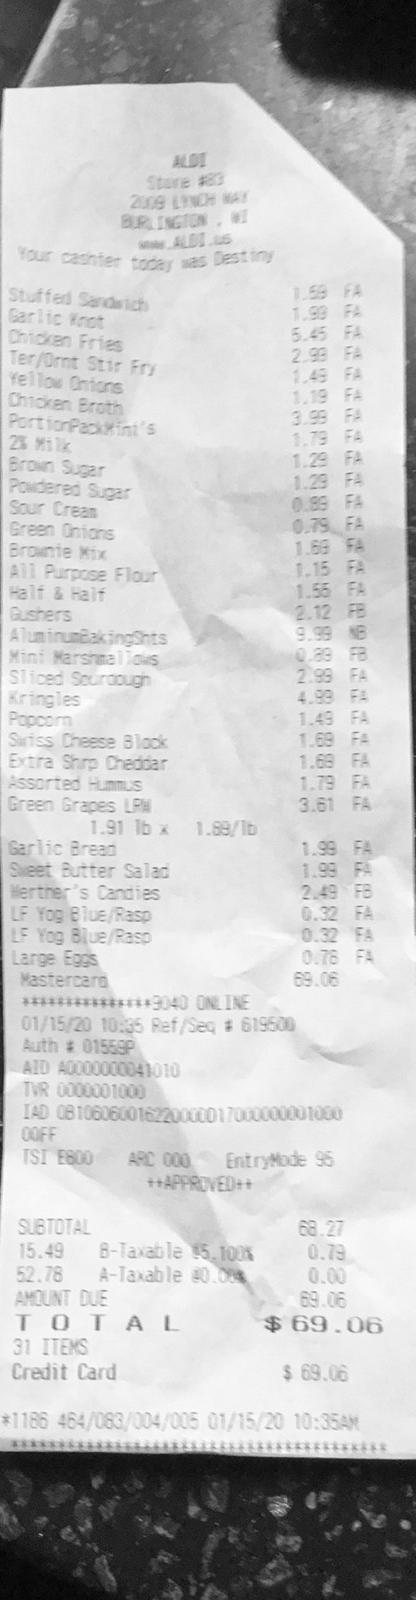 ALDI
Store #83
2009 LYNCH WAY
BURLINGTON , WI
www.ALDI.us
Your cashier today was Destiny
Stuffed Sandwich 1.69 FA
Garlic Knot 1.99 FA
Chicken Fries 5.45 FA
Ter/Ornt Stir Fry 2.99 FA
Yellow Onions 1.49 FA
Chicken Broth 1.19 FA
PortionPackMini's 3.99 FA
2% Milk 1.79 FA
Brown Sugar 1.29 FA
Powdered Sugar 1.29 FA
Sour Cream 0.89 FA
Green Onions 0.79 FA
Brownie Mix 1.69 FA
All Purpose Flour 1.15 FA
Half & Half 1.55 FA
Gushers 2.12 FB
AluminumBakingShts 9.99 NB
Mini Marshmallows 0.89 FB
Sliced Sourdough 2.99 FA
Kringles 4.99 FA
Popcorn 1.49 FA
Swiss Cheese Block 1.69 FA
Extra Shrp Cheddar 1.69 FA
Assorted Hummus 1.79 FA
Green Grapes LRW 3.61 FA
1.91 lb x 1.89/lb
Garlic Bread 1.99 FA
Sweet Butter Salad 1.99 FA
Werther's Candies 2.49 FB
LF Yog Blue/Rasp 0.32 FA
LF Yog Blue/Rasp 0.32 FA
Large Eggs 0.78 FA
Mastercard 69.06
***************9040 ONLINE
01/15/20 10:35 Ref/Seq # 619500
Auth # 01559P
AID A0000000041010
TVR 0000001000
00FF
TSI E800 ARC 000 EntryMode 95
++APPROVED++
SUBTOTAL 68.27
15.49 B-Taxable @5.100% 0.79
52.78 A-Taxable @0.00% 0.00
AMOUNT DUE 69.06
TOTAL $69.06
31 ITEMS
Credit Card $ 69.06
*1186 464/083/004/005 01/15/20 10:35AM
**************************************